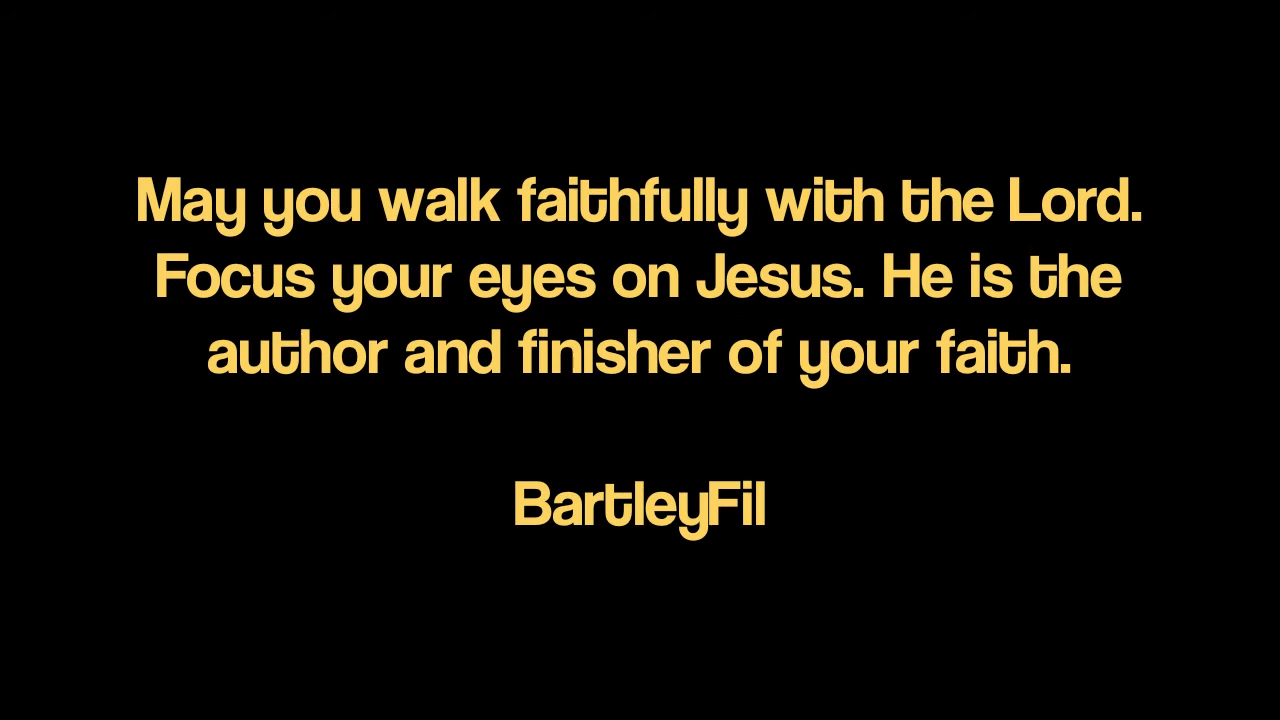 May you walk faithfully with the Lord.
Focus your eyes on Jesus. He is the
author and finisher of your faith.
BartleyFil